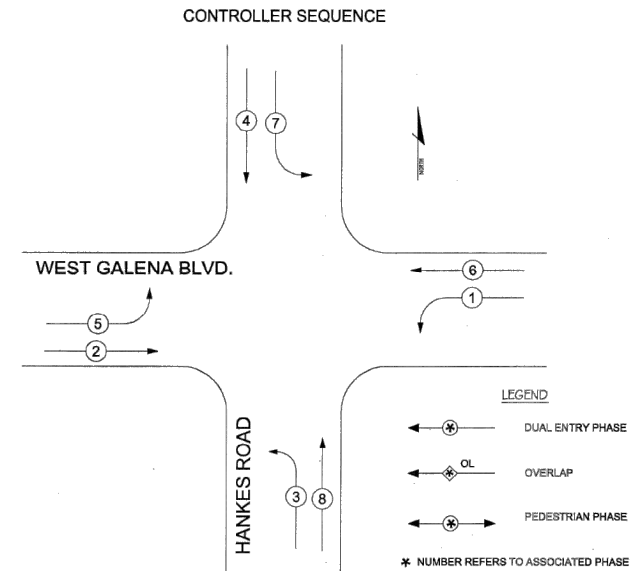 CONTROLLER SEQUENCE
4 7
NORTH
WEST GALENA BLVD.
6
1
5
2
HANKES ROAD
3 8
LEGEND
* DUAL ENTRY PHASE
* OL OVERLAP
* PEDESTRIAN PHASE
* NUMBER REFERS TO ASSOCIATED PHASE